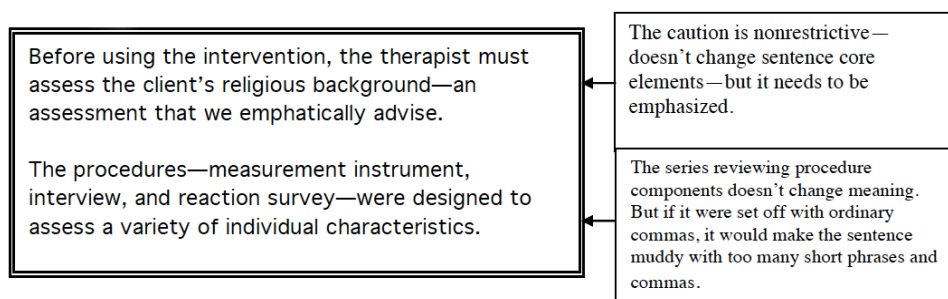 Before using the intervention, the therapist must
assess the client's religious background—an
assessment that we emphatically advise.
The procedures—measurement instrument,
interview, and reaction survey—were designed to
assess a variety of individual characteristics.
The caution is nonrestrictive—
doesn't change sentence core
elements—but it needs to be
emphasized.
The series reviewing procedure
components doesn't change meaning.
But if it were set off with ordinary
commas, it would make the sentence
muddy with too many short phrases and
commas.